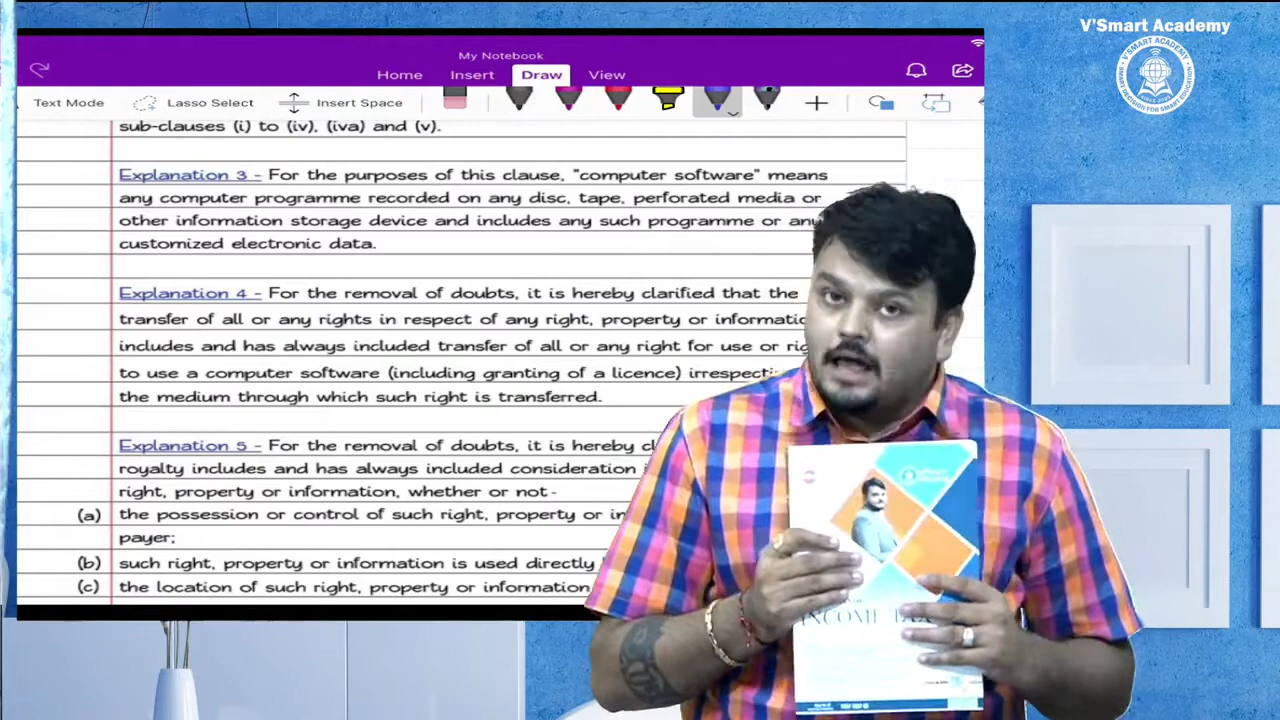 V'Smart Academy
My Notebook
Home Insert Draw View
Text Mode Lasso Select Insert Space
sub-clauses (i) to (iv), (iva) and (v).
Explanation 3 - For the purposes of this clause, "computer software" means
any computer programme recorded on any disc, tape, perforated media or
other information storage device and includes any such programme or any
customized electronic data.
Explanation 4 - For the removal of doubts, it is hereby clarified that the
transfer of all or any rights in respect of any right, property or informatio
includes and has always included transfer of all or any right for use or rig
to use a computer software (including granting of a licence) irrespecti
the medium through which such right is transferred.
Explanation 5 - For the removal of doubts, it is hereby cl
royalty includes and has always included consideration i
right, property or information, whether or not -
(a) the possession or control of such right, property or in
payer;
(b) such right, property or information is used directly
(c) the location of such right, property or information
INCOME TAX